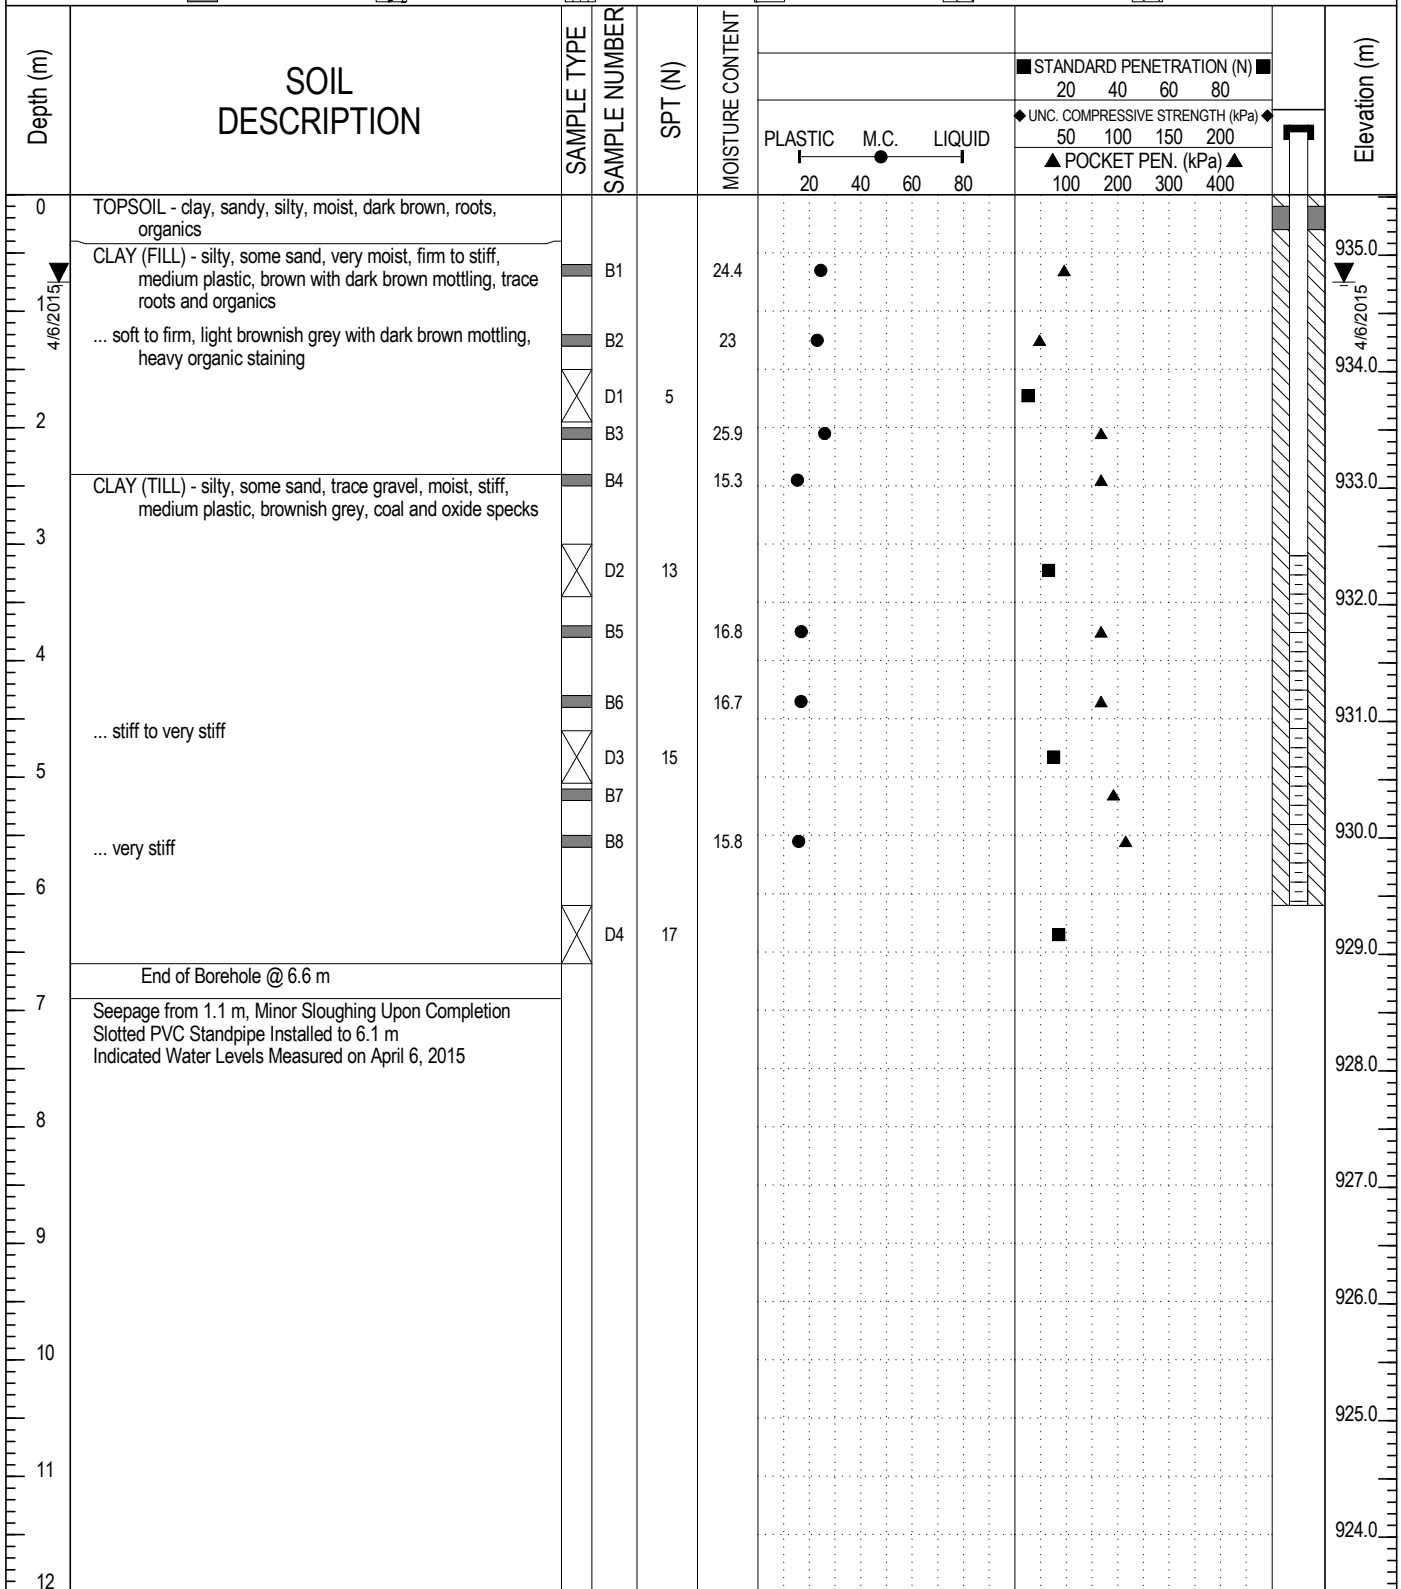 Depth (m)
SOIL
DESCRIPTION
SAMPLE TYPE
SAMPLE NUMBER
SPT (N)
MOISTURE CONTENT
PLASTIC M.C. LIQUID
20 40 60 80
STANDARD PENETRATION (N)
20 40 60 80
UNC. COMPRESSIVE STRENGTH (kPa)
50 100 150 200
POCKET PEN. (kPa)
100 200 300 400
Elevation (m)
0
TOPSOIL - clay, sandy, silty, moist, dark brown, roots,
organics
CLAY (FILL) - silty, some sand, very moist, firm to stiff,
medium plastic, brown with dark brown mottling, trace
roots and organics
935.0
B1 24.4
1
4/6/2015
4/6/2015
... soft to firm, light brownish grey with dark brown mottling,
heavy organic staining
B2 23
934.0
D1 5
2
B3 25.9
CLAY (TILL) - silty, some sand, trace gravel, moist, stiff,
medium plastic, brownish grey, coal and oxide specks
B4 15.3
933.0
3
D2 13
932.0
B5 16.8
4
B6 16.7
931.0
... stiff to very stiff
D3 15
5
B7
930.0
... very stiff
B8 15.8
6
D4 17
929.0
End of Borehole @ 6.6 m
7
Seepage from 1.1 m, Minor Sloughing Upon Completion
Slotted PVC Standpipe Installed to 6.1 m
Indicated Water Levels Measured on April 6, 2015
928.0
8
927.0
9
926.0
10
925.0
11
924.0
12